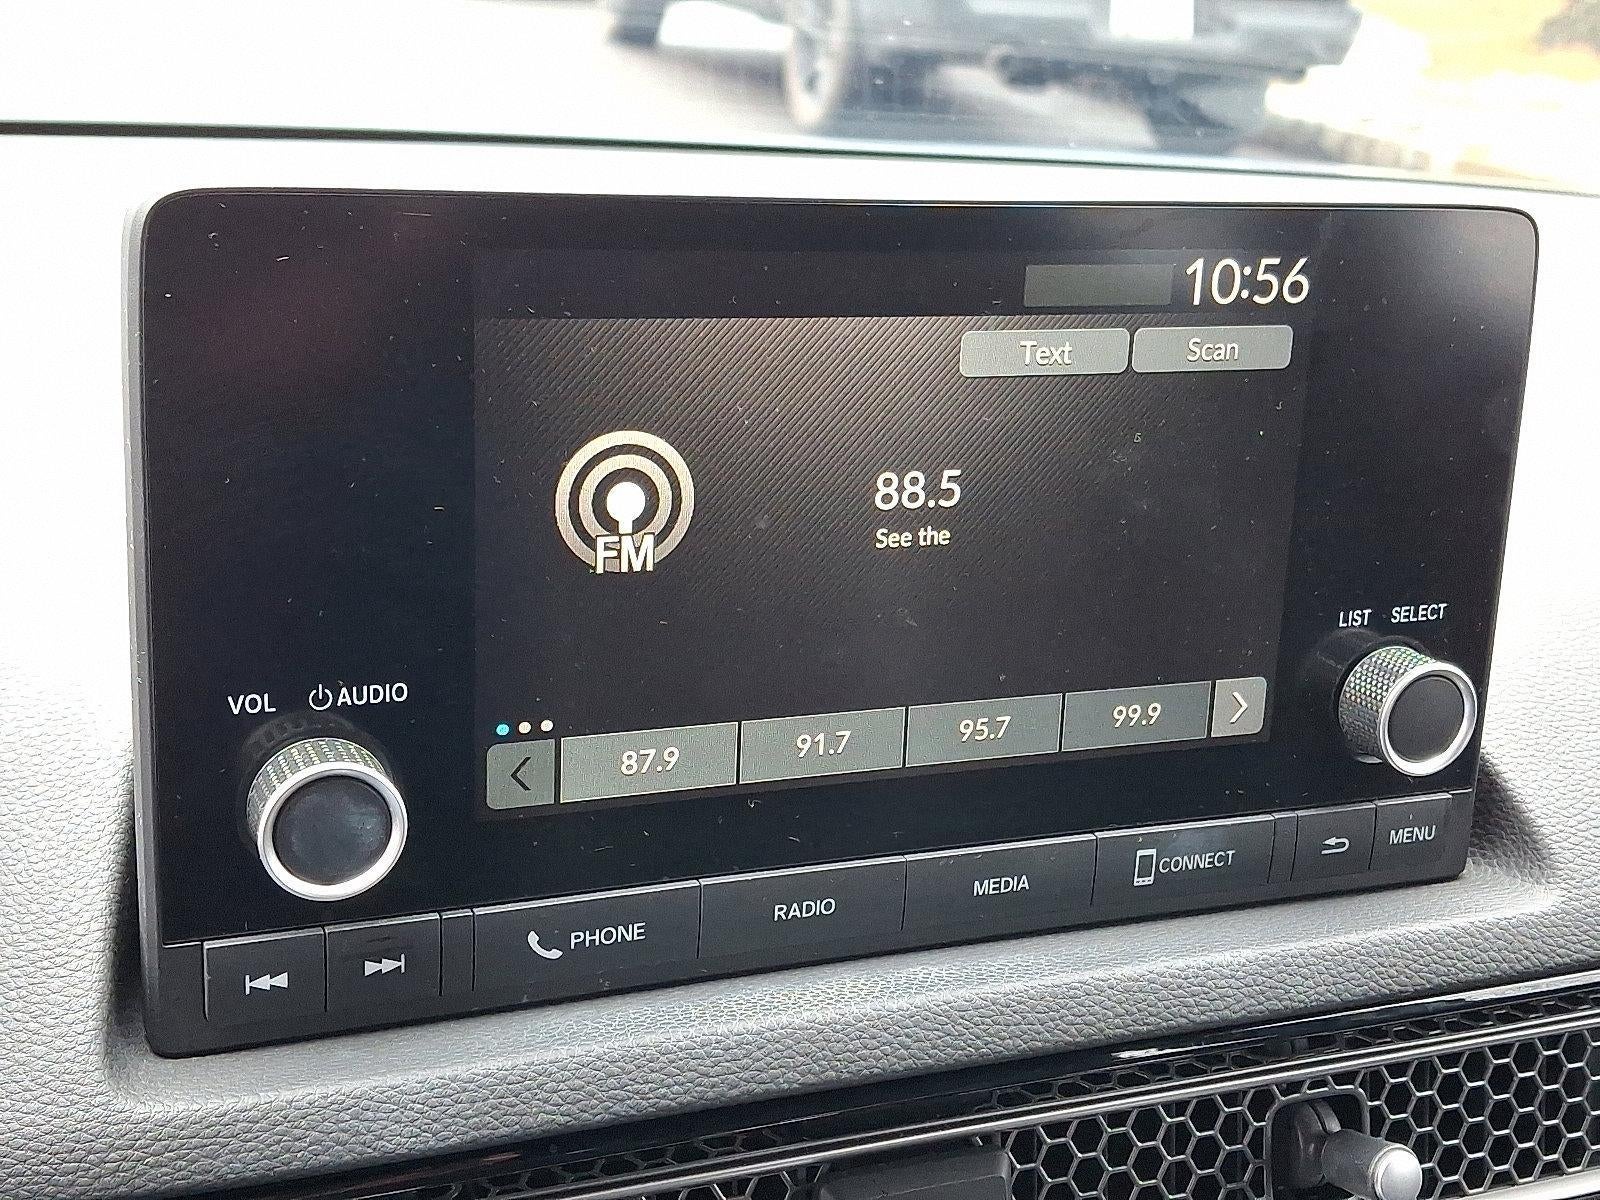 10:56
Text Scan
FM
88.5
See the
LIST SELECT
VOL AUDIO
87.9 91.7 95.7 99.9
PHONE RADIO MEDIA CONNECT MENU